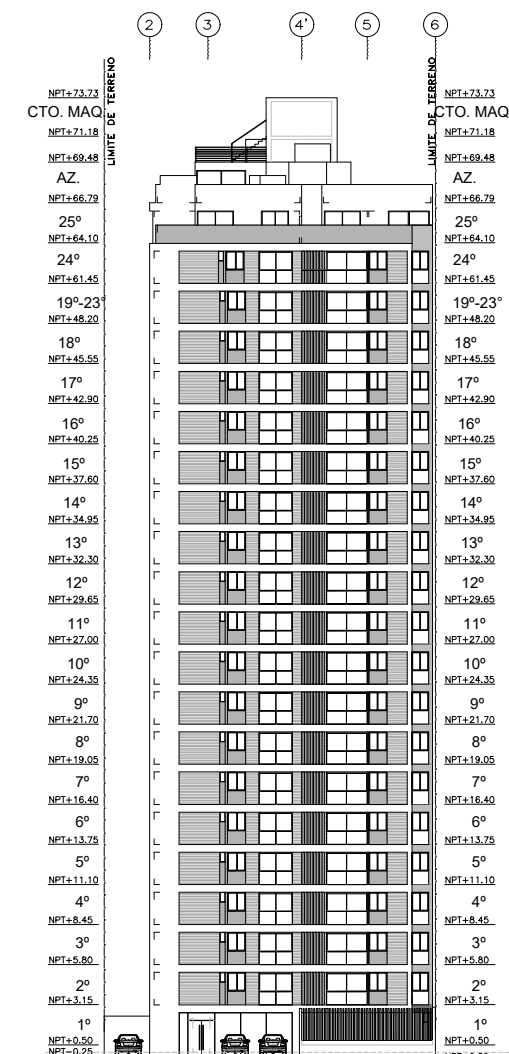 2 3 4' 5 6
LIMITE DE TERRENO
LIMITE DE TERRENO
NPT+73.73 NPT+73.73
CTO. MAQ CTO. MAQ
NPT+71.18 NPT+71.18
NPT+69.48 NPT+69.48
AZ. AZ.
NPT+66.79 NPT+66.79
25º 25º
NPT+64.10 NPT+64.10
24º 24º
NPT+61.45 NPT+61.45
19º-23º 19º-23º
NPT+48.20 NPT+48.20
18º 18º
NPT+45.55 NPT+45.55
17º 17º
NPT+42.90 NPT+42.90
16º 16º
NPT+40.25 NPT+40.25
15º 15º
NPT+37.60 NPT+37.60
14º 14º
NPT+34.95 NPT+34.95
13º 13º
NPT+32.30 NPT+32.30
12º 12º
NPT+29.65 NPT+29.65
11º 11º
NPT+27.00 NPT+27.00
10º 10º
NPT+24.35 NPT+24.35
9º 9º
NPT+21.70 NPT+21.70
8º 8º
NPT+19.05 NPT+19.05
7º 7º
NPT+16.40 NPT+16.40
6º 6º
NPT+13.75 NPT+13.75
5º 5º
NPT+11.10 NPT+11.10
4º 4º
NPT+8.45 NPT+8.45
3º 3º
NPT+5.80 NPT+5.80
2º 2º
NPT+3.15 NPT+3.15
1º 1º
NPT+0.50 NPT+0.50
NPT-0.25